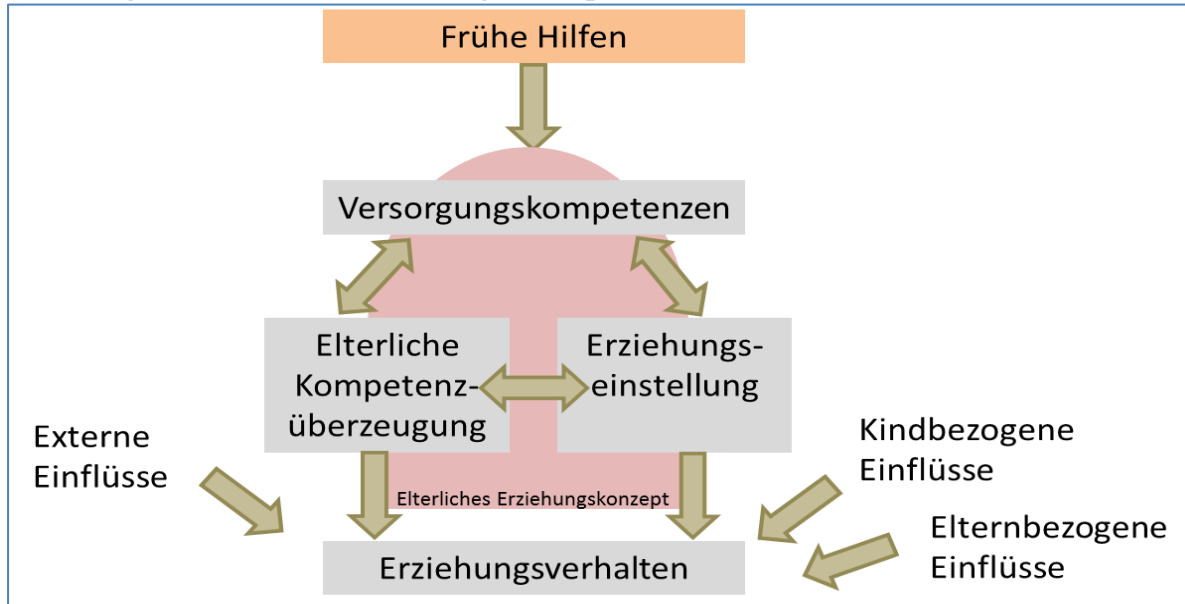 Frühe Hilfen
Versorgungskompetenzen
Elterliche
Kompetenz-
überzeugung
Erziehungs-
einstellung
Externe
Einflüsse
Kindbezogene
Einflüsse
Elterliches Erziehungskonzept
Elternbezogene
Einflüsse
Erziehungsverhalten